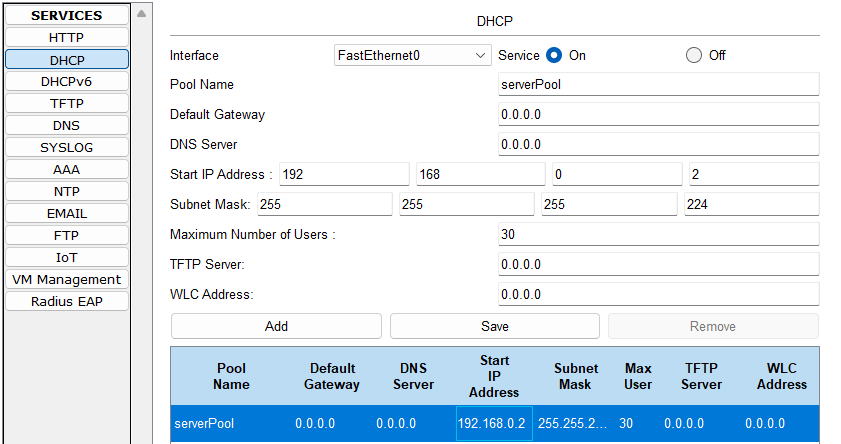 SERVICES
HTTP
DHCP
DHCPv6
TFTP
DNS
SYSLOG
AAA
NTP
EMAIL
FTP
IoT
VM Management
Radius EAP
DHCP
Interface FastEthernet0 Service On Off
Pool Name serverPool
Default Gateway 0.0.0.0
DNS Server 0.0.0.0
Start IP Address : 192 168 0 2
Subnet Mask: 255 255 255 224
Maximum Number of Users : 30
TFTP Server: 0.0.0.0
WLC Address: 0.0.0.0
Add Save Remove
Pool Name Default Gateway DNS Server Start IP Address Subnet Mask Max User TFTP Server WLC Address
serverPool 0.0.0.0 0.0.0.0 192.168.0.2 255.255.2... 30 0.0.0.0 0.0.0.0